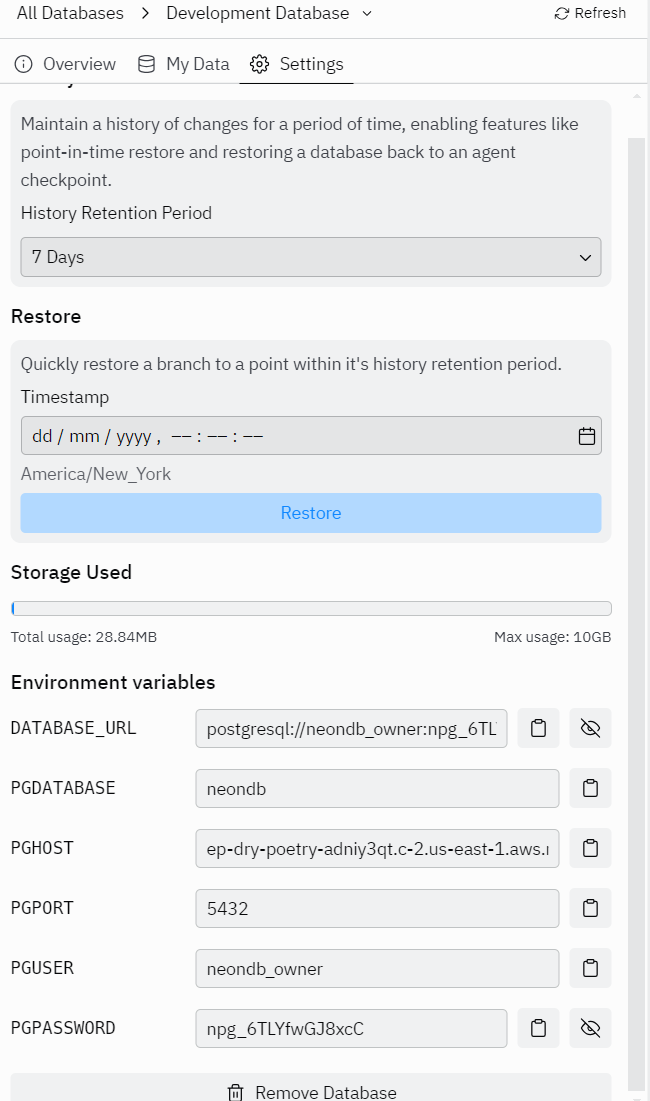 All Databases > Development Database
Refresh
Overview
My Data
Settings
Maintain a history of changes for a period of time, enabling features like
point-in-time restore and restoring a database back to an agent
checkpoint.
History Retention Period
7 Days
Restore
Quickly restore a branch to a point within it's history retention period.
Timestamp
dd / mm / yyyy , –– : –– : ––
America/New_York
Restore
Storage Used
Total usage: 28.84MB
Max usage: 10GB
Environment variables
DATABASE_URL
postgresql://neondb_owner:npg_6TL
PGDATABASE
neondb
PGHOST
ep-dry-poetry-adniy3qt.c-2.us-east-1.aws.
PGPORT
5432
PGUSER
neondb_owner
PGPASSWORD
npg_6TLYfwGJ8xcC
Remove Database